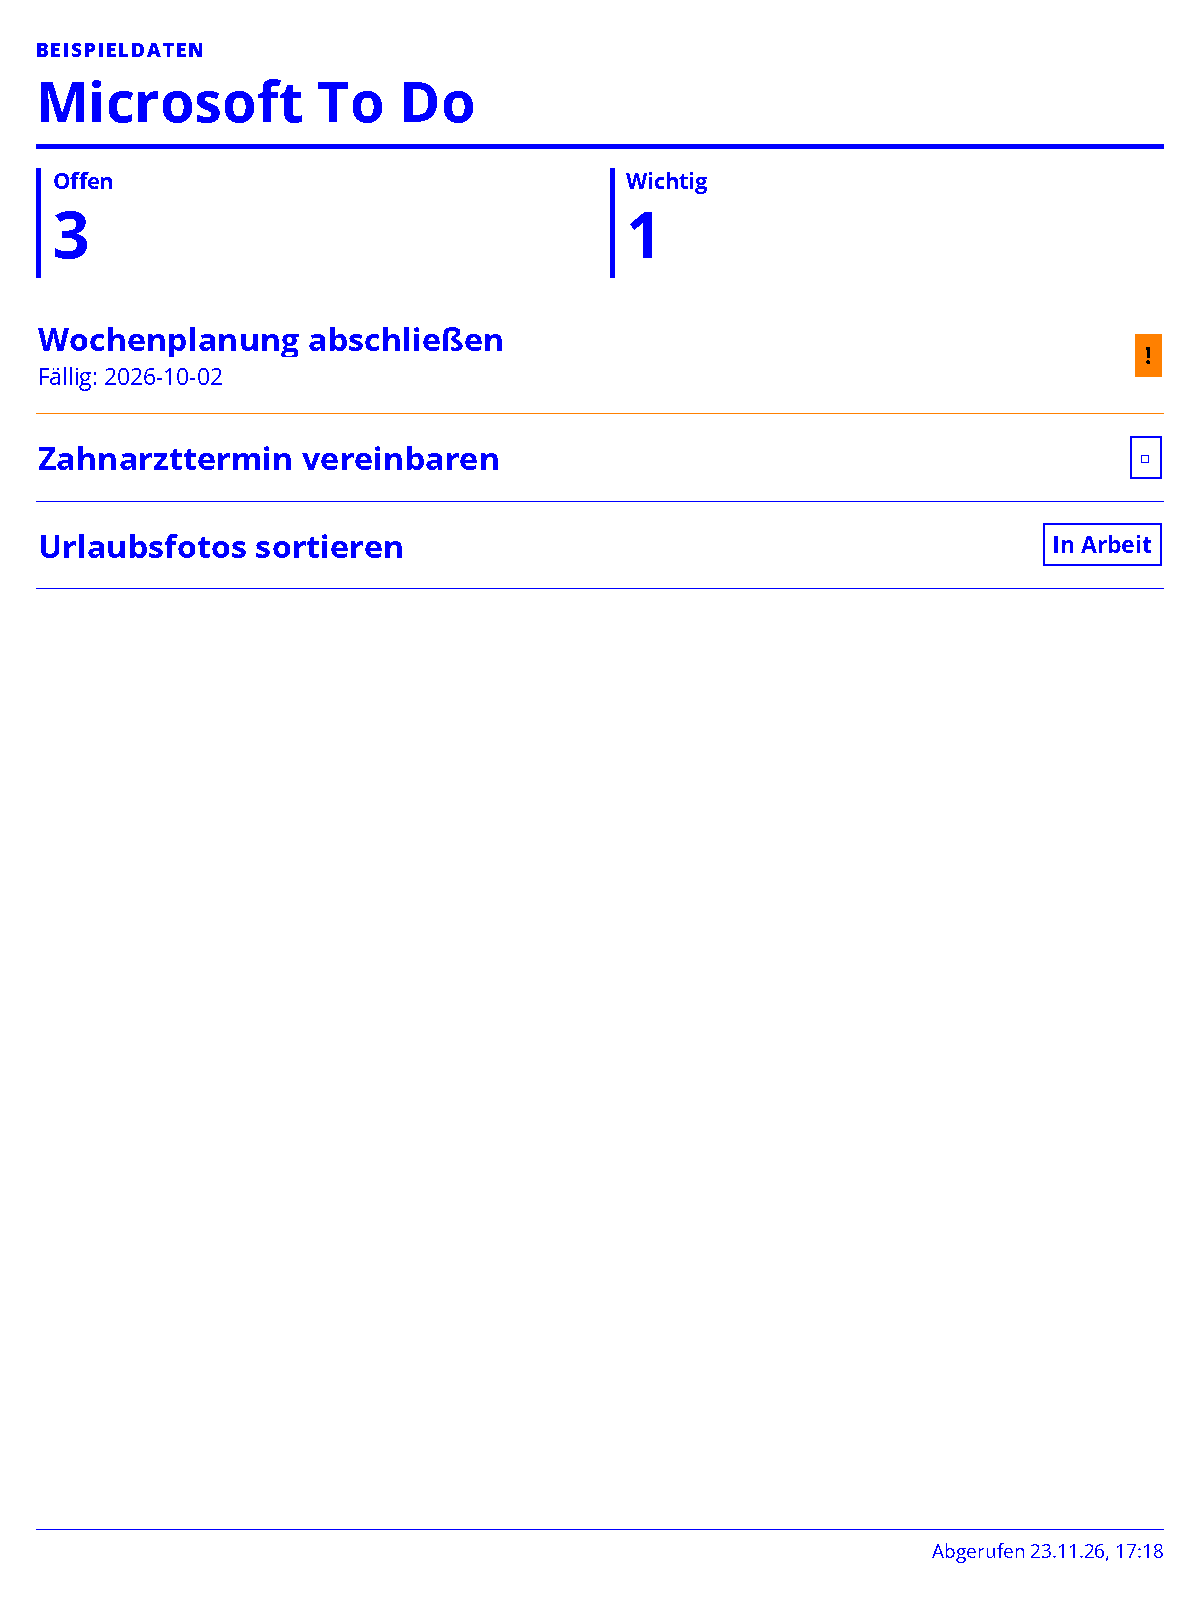 BEISPIELDATEN
Microsoft To Do
Offen
3
Wichtig
1
Wochenplanung abschließen
Fällig: 2026-10-02
!
Zahnarzttermin vereinbaren
Urlaubsfotos sortieren
In Arbeit
Abgerufen 23.11.26, 17:18